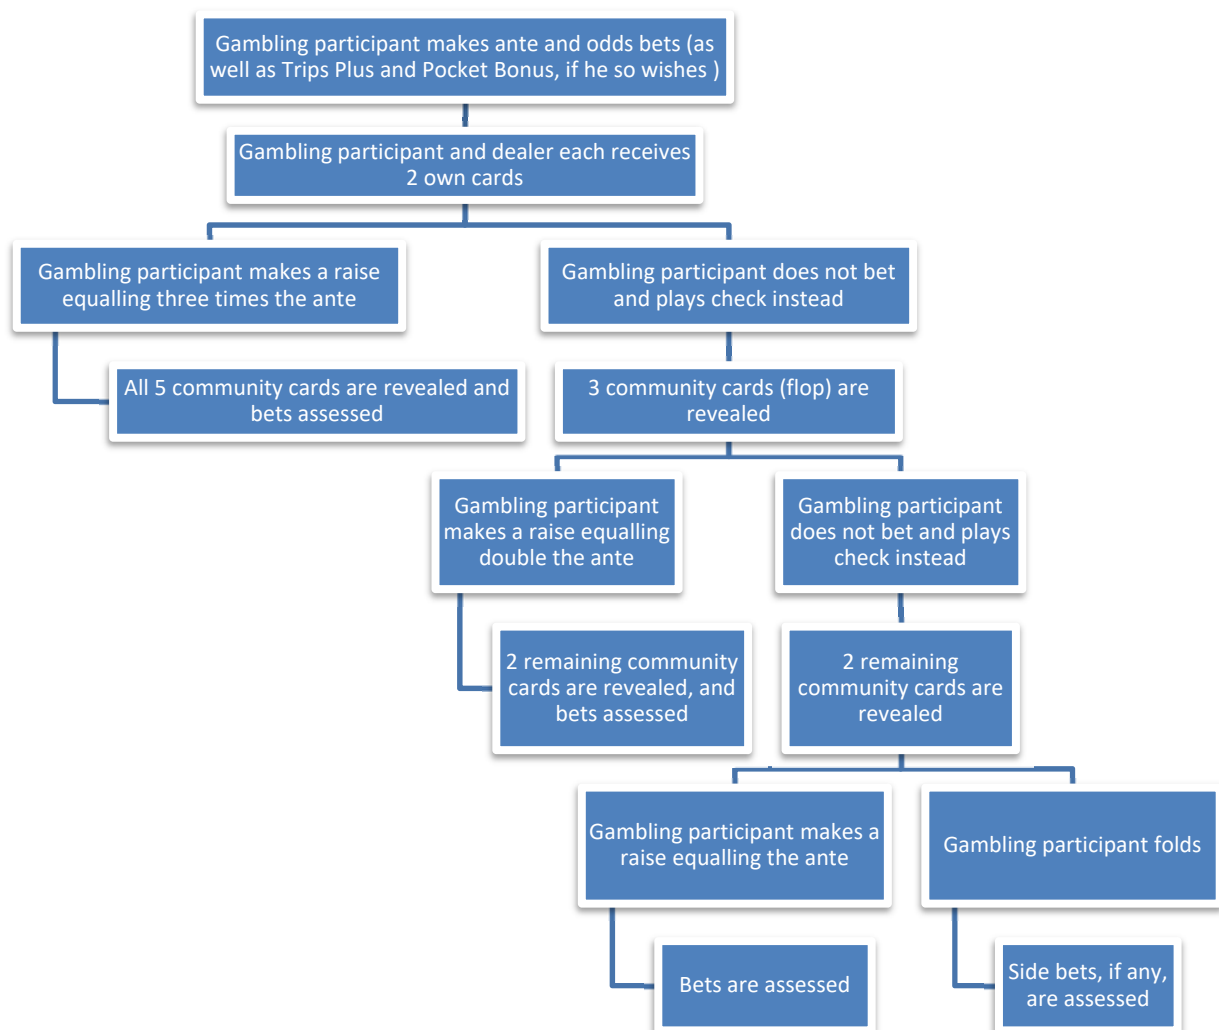 Gambling participant makes ante and odds bets (as
well as Trips Plus and Pocket Bonus, if he so wishes )
Gambling participant and dealer each receives
2 own cards
Gambling participant makes a raise
equalling three times the ante
Gambling participant does not bet
and plays check instead
All 5 community cards are revealed and
bets assessed
3 community cards (flop) are
revealed
Gambling participant
makes a raise equalling
double the ante
Gambling participant
does not bet and plays
check instead
2 remaining community
cards are revealed, and
bets assessed
2 remaining
community cards are
revealed
Gambling participant makes a
raise equalling the ante
Gambling participant folds
Bets are assessed
Side bets, if any,
are assessed